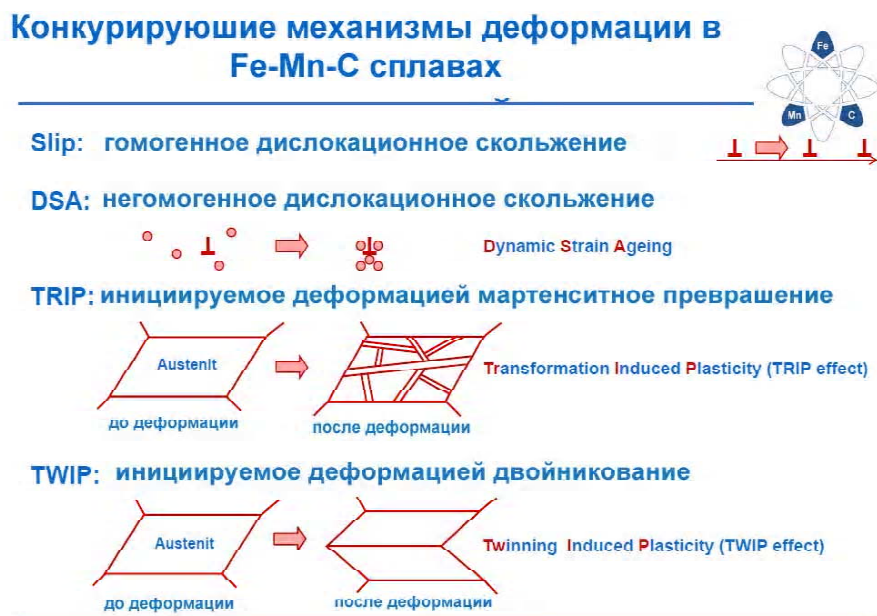 Конкурируюшие механизмы деформации в
Fe-Mn-C сплавах
Fe
Mn
C
Slip: гомогенное дислокационное скольжение
DSA: негомогенное дислокационное скольжение
Dynamic Strain Ageing
TRIP: инициируемое деформацией мартенситное преврашение
Austenit
Transformation Induced Plasticity (TRIP effect)
до деформации
после деформации
TWIP: инициируемое деформацией двойникование
Austenit
Twinning Induced Plasticity (TWIP effect)
до деформации
после деформации